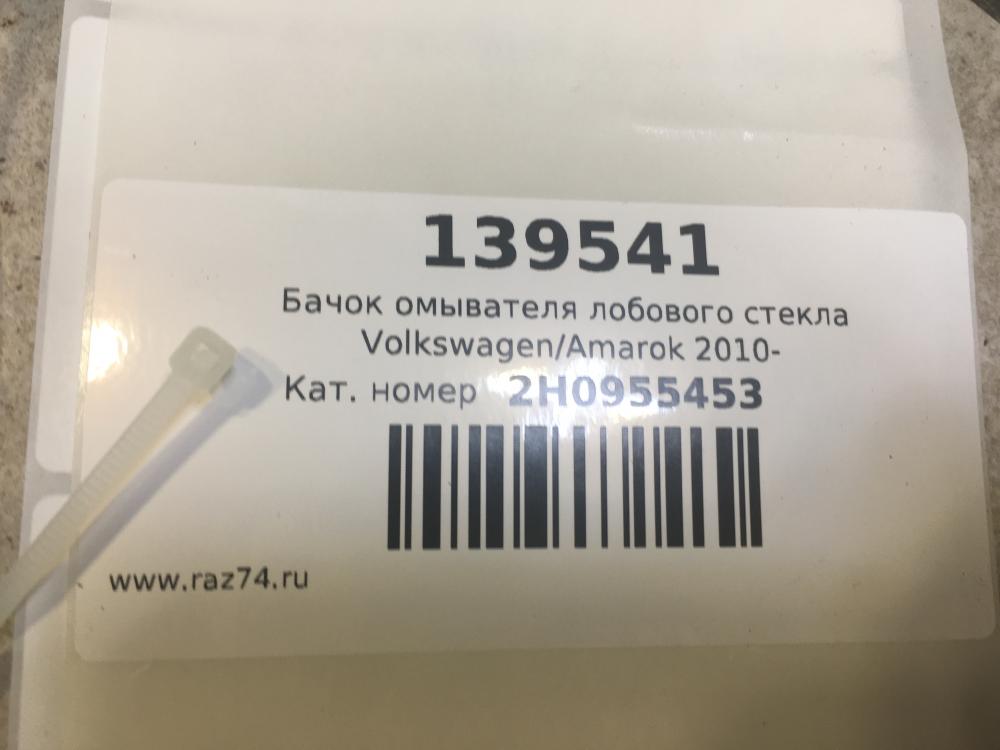 139541
Бачок омывателя лобового стекла
Volkswagen/Amarok 2010-
Кат. номер 2H0955453
www.raz74.ru